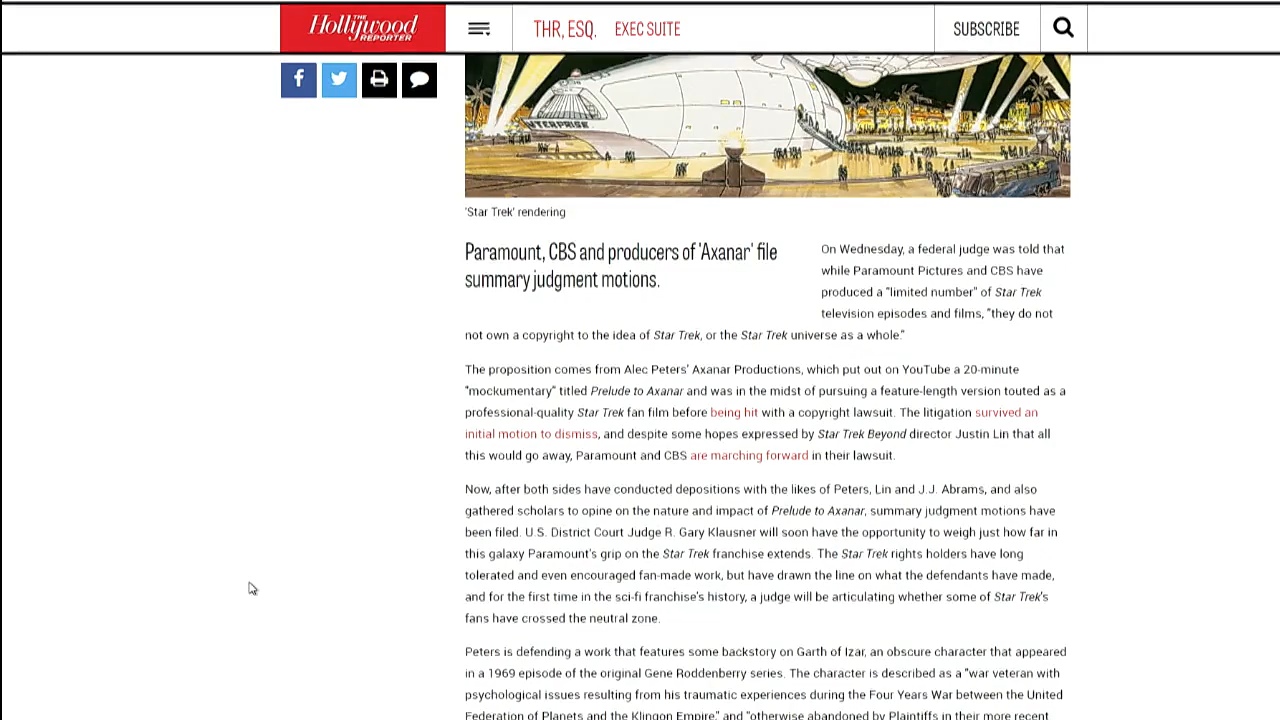 THE
Hollywood
REPORTER
THR, ESQ.
EXEC SUITE
SUBSCRIBE
'Star Trek' rendering
Paramount, CBS and producers of 'Axanar' file
summary judgment motions.
On Wednesday, a federal judge was told that
while Paramount Pictures and CBS have
produced a "limited number" of Star Trek
television episodes and films, "they do not
not own a copyright to the idea of Star Trek, or the Star Trek universe as a whole."
The proposition comes from Alec Peters' Axanar Productions, which put out on YouTube a 20-minute
"mockumentary" titled Prelude to Axanar and was in the midst of pursuing a feature-length version touted as a
professional-quality Star Trek fan film before being hit with a copyright lawsuit. The litigation survived an
initial motion to dismiss, and despite some hopes expressed by Star Trek Beyond director Justin Lin that all
this would go away, Paramount and CBS are marching forward in their lawsuit.
Now, after both sides have conducted depositions with the likes of Peters, Lin and J.J. Abrams, and also
gathered scholars to opine on the nature and impact of Prelude to Axanar, summary judgment motions have
been filed. U.S. District Court Judge R. Gary Klausner will soon have the opportunity to weigh just how far in
this galaxy Paramount's grip on the Star Trek franchise extends. The Star Trek rights holders have long
tolerated and even encouraged fan-made work, but have drawn the line on what the defendants have made,
and for the first time in the sci-fi franchise's history, a judge will be articulating whether some of Star Trek's
fans have crossed the neutral zone.
Peters is defending a work that features some backstory on Garth of Izar, an obscure character that appeared
in a 1969 episode of the original Gene Roddenberry series. The character is described as a "war veteran with
psychological issues resulting from his traumatic experiences during the Four Years War between the United
Federation of Planets and the Klingon Empire," and "otherwise abandoned by Plaintiffs in their more recent